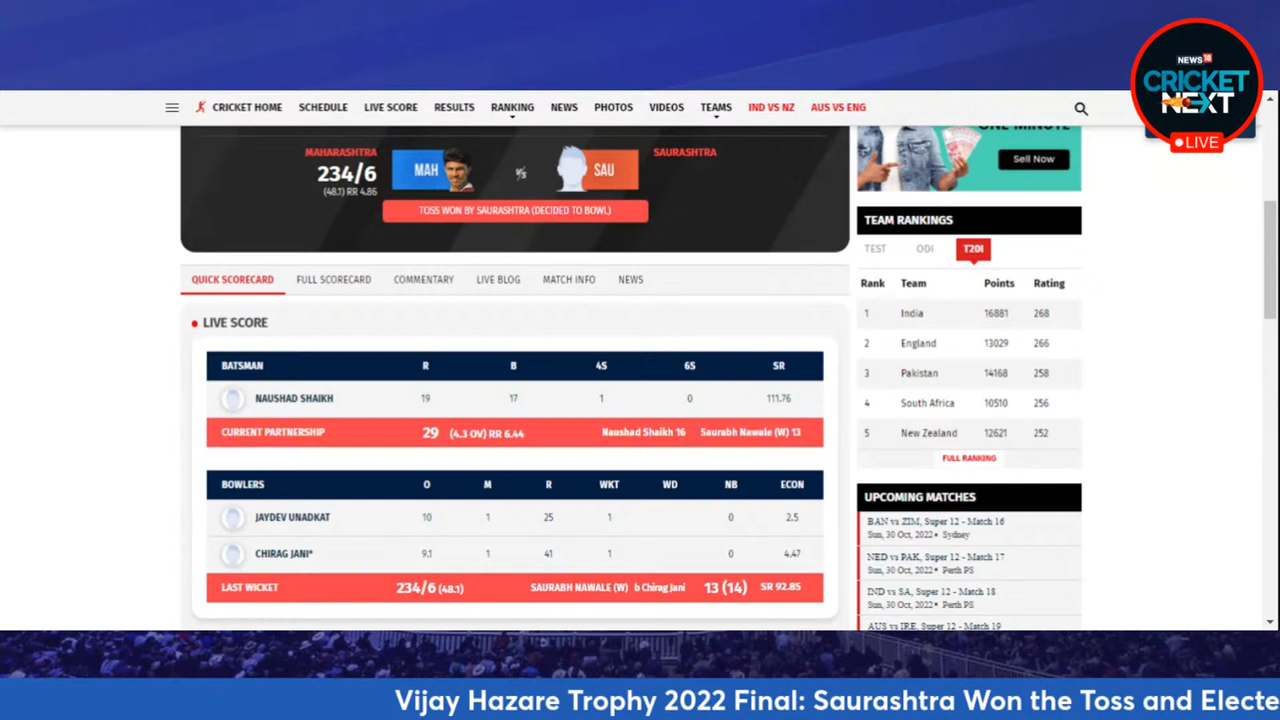 NEWS18
CRICKET
NEXT
LIVE
CRICKET HOME SCHEDULE LIVE SCORE RESULTS RANKING NEWS PHOTOS VIDEOS TEAMS IND VS NZ AUS VS ENG
MAHARASHTRA
234/6
(48.1) RR 4.86
MAH V/S SAU
SAURASHTRA
TOSS WON BY SAURASHTRA (DECIDED TO BOWL)
ONE MINUTE
Sell Now
QUICK SCORECARD FULL SCORECARD COMMENTARY LIVE BLOG MATCH INFO NEWS
LIVE SCORE
BATSMAN R B 4S 6S SR
NAUSHAD SHAIKH 19 17 1 0 111.76
CURRENT PARTNERSHIP 29 (4.3 OV) RR 6.44 Naushad Shaikh 16 Saurabh Nawale (W) 13
BOWLERS O M R WKT WD NB ECON
JAYDEV UNADKAT 10 1 25 1 0 2.5
CHIRAG JANI* 9.1 1 41 1 0 4.47
LAST WICKET 234/6 (48.1) SAURABH NAWALE (W) b Chirag Jani 13 (14) SR 92.85
TEAM RANKINGS
TEST ODI T20I
Rank Team Points Rating
1 India 16881 268
2 England 13029 266
3 Pakistan 14168 258
4 South Africa 10510 256
5 New Zealand 12621 252
FULL RANKING
UPCOMING MATCHES
BAN vs ZIM, Super 12 - Match 16
Sun, 30 Oct, 2022• Sydney
NED vs PAK, Super 12 - Match 17
Sun, 30 Oct, 2022• Perth PS
IND vs SA, Super 12 - Match 18
Sun, 30 Oct, 2022• Perth PS
AUS vs IRE, Super 12 - Match 19
Vijay Hazare Trophy 2022 Final: Saurashtra Won the Toss and Electe